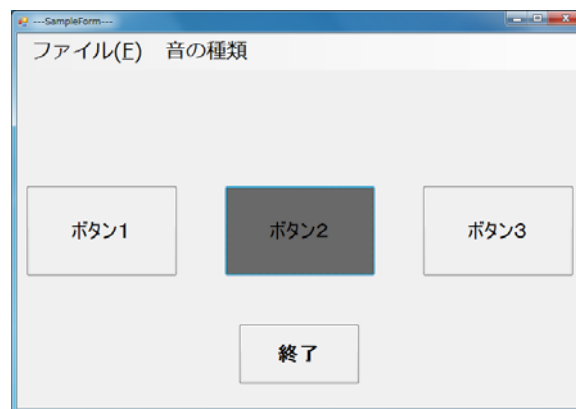 ---SampleForm---
ファイル(F) 音の種類
ボタン1 ボタン2 ボタン3
終了